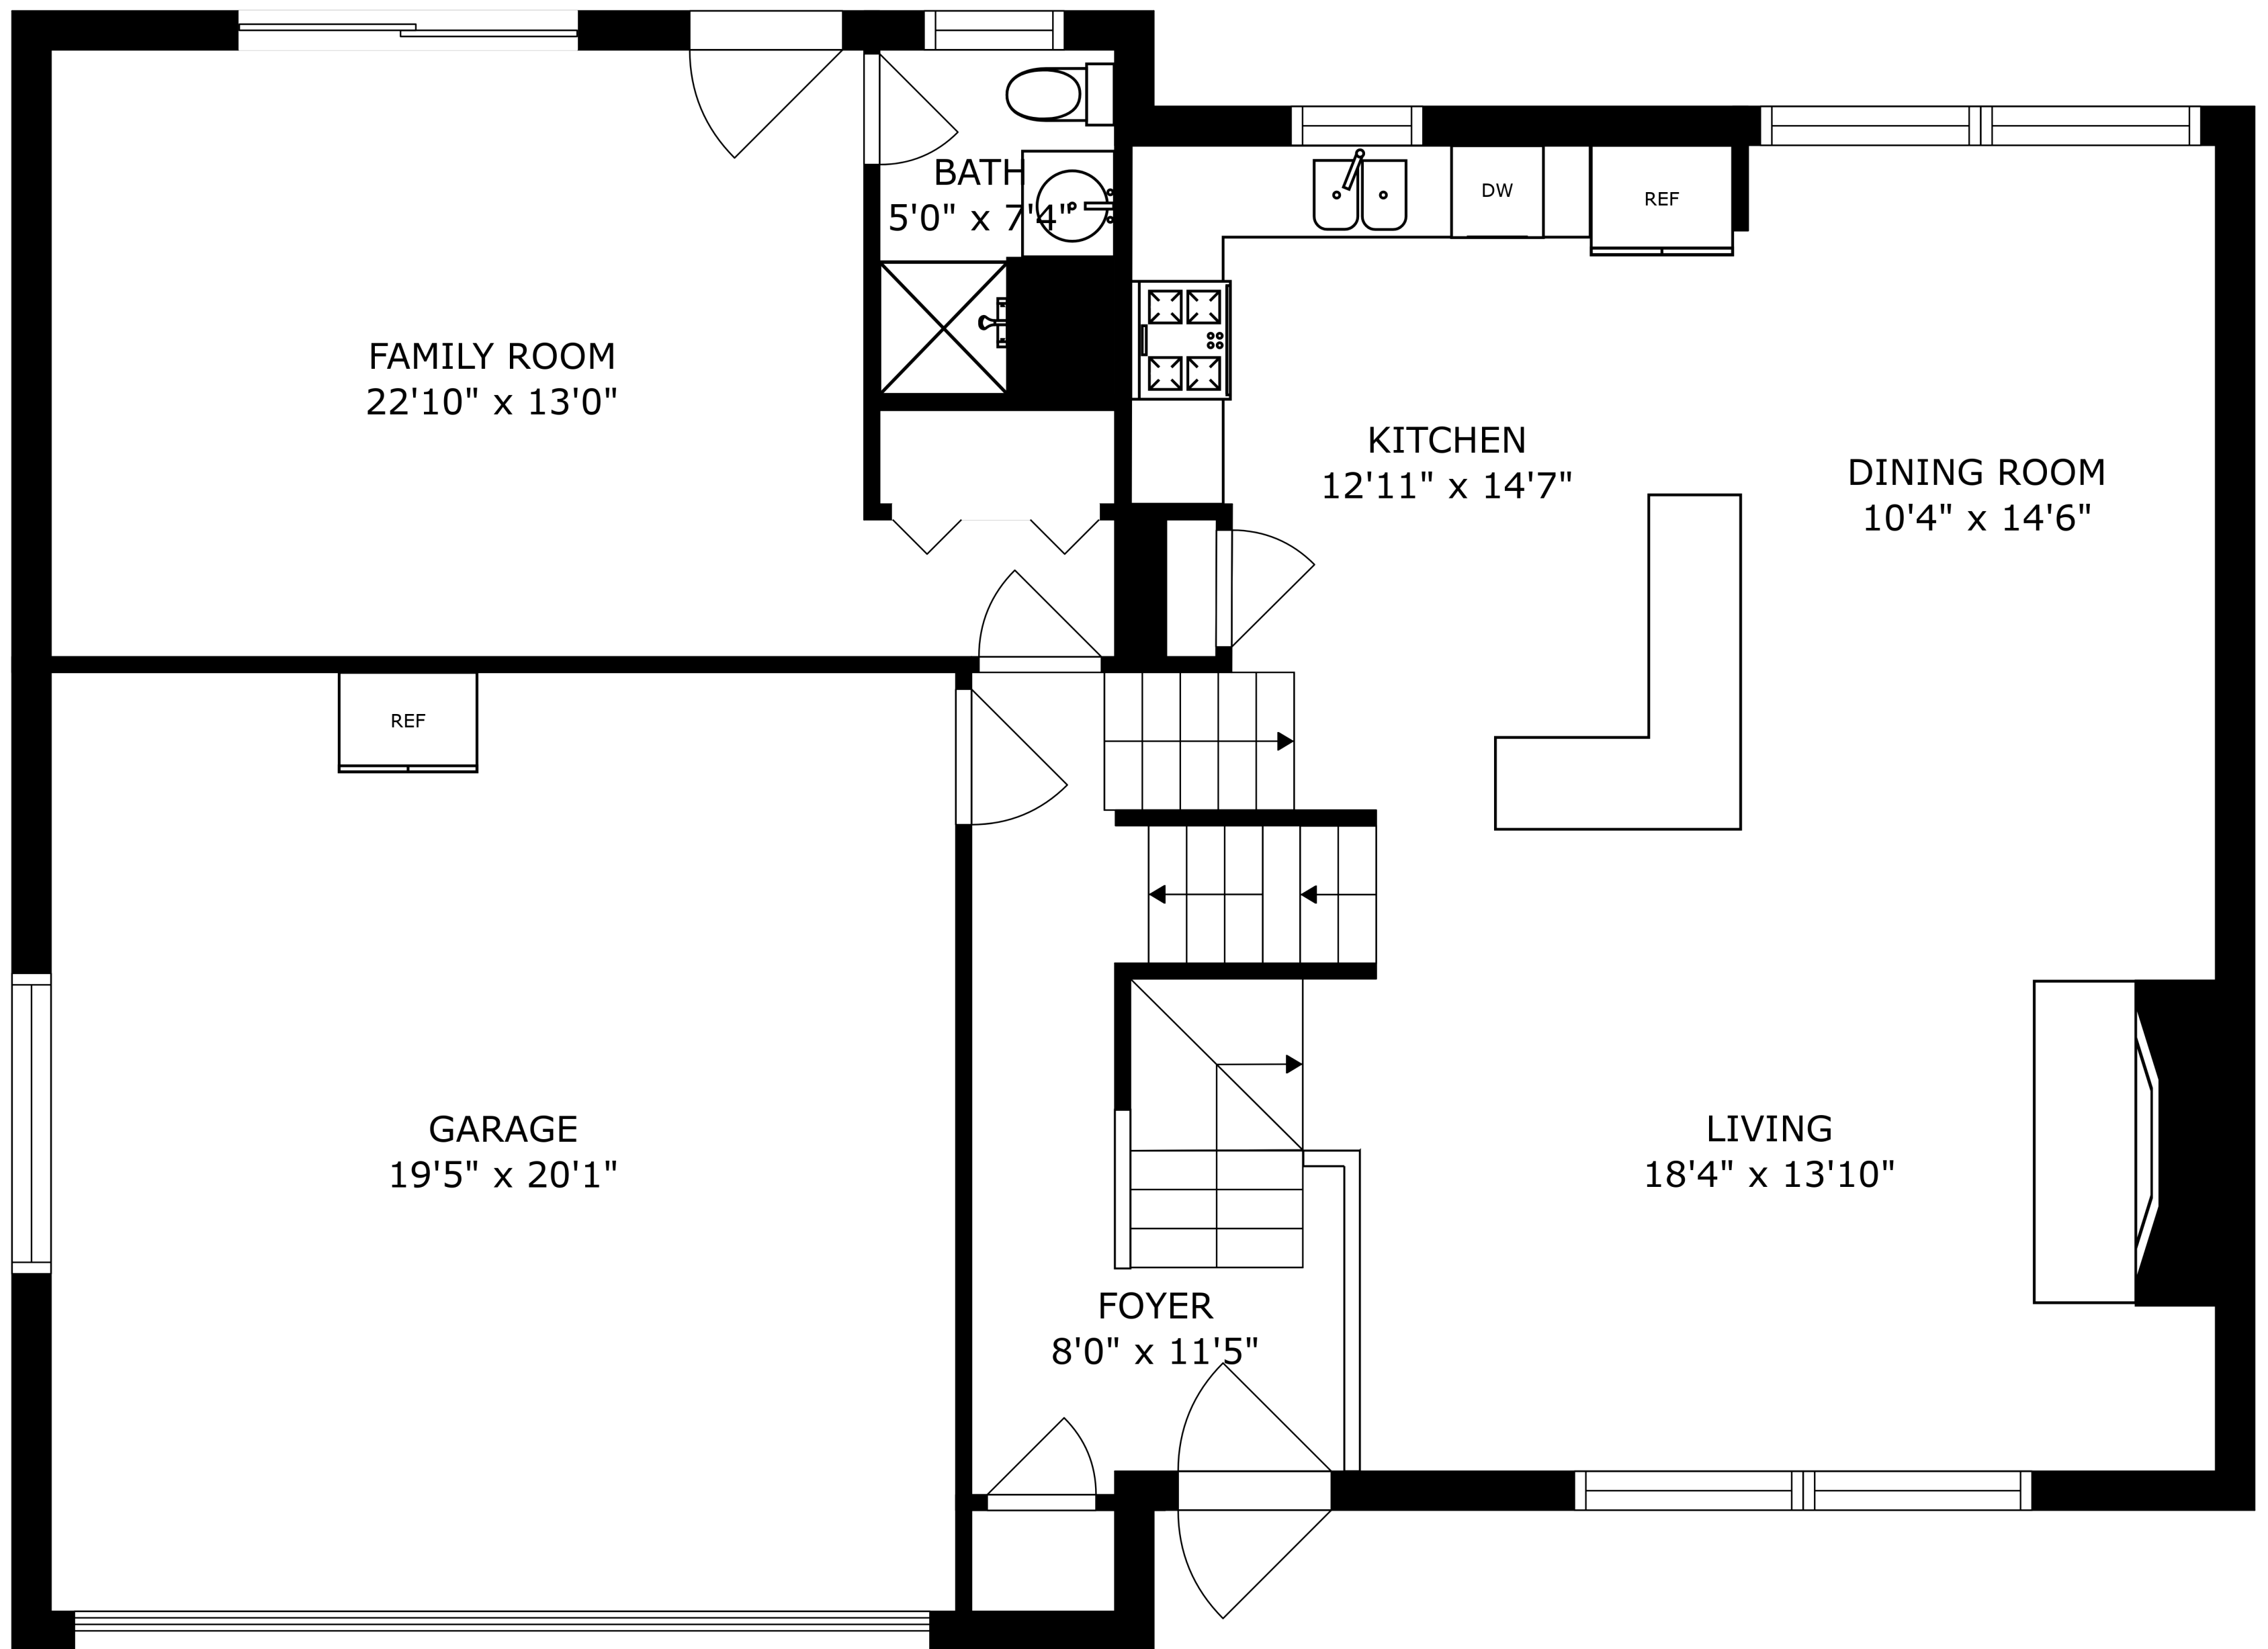 BATH
5'0" x 7'4"
DW
REF
FAMILY ROOM
22'10" x 13'0"
KITCHEN
12'11" x 14'7"
DINING ROOM
10'4" x 14'6"
REF
GARAGE
19'5" x 20'1"
LIVING
18'4" x 13'10"
FOYER
8'0" x 11'5"